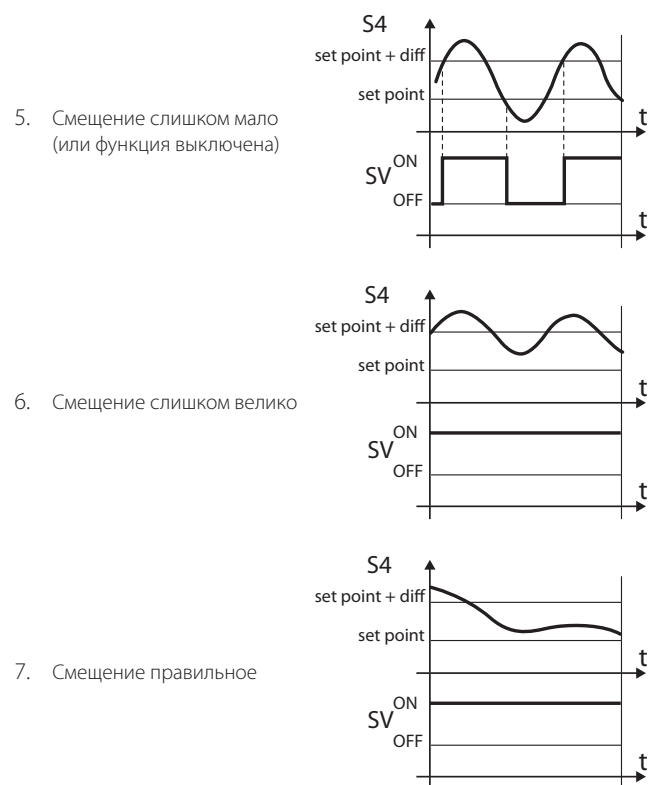 S4
set point + diff
set point
t
5. Смещение слишком мало
(или функция выключена)
SV
ON
OFF
t
S4
set point + diff
set point
t
6. Смещение слишком велико
SV
ON
OFF
t
S4
set point + diff
set point
t
7. Смещение правильное
SV
ON
OFF
t